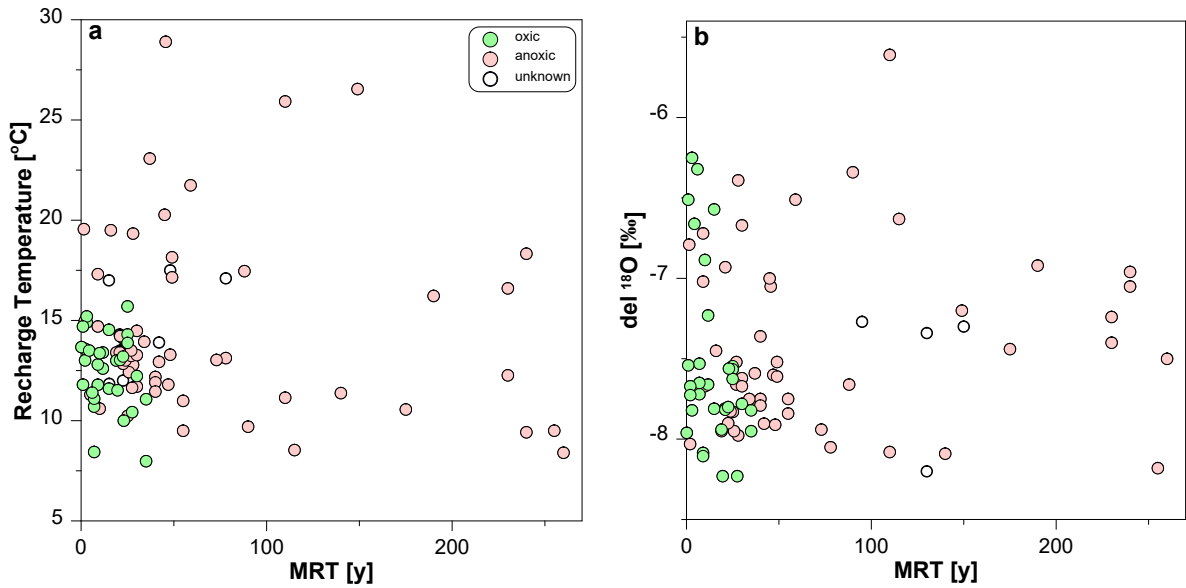 a
oxic
anoxic
unknown
30
25
20
15
10
5
Recharge Temperature [°C]
0
100
200
MRT [y]
b
-6
-7
-8
del ¹⁸O [‰]
0
100
200
MRT [y]